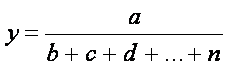 y = a / (b + c + d + ... + n)